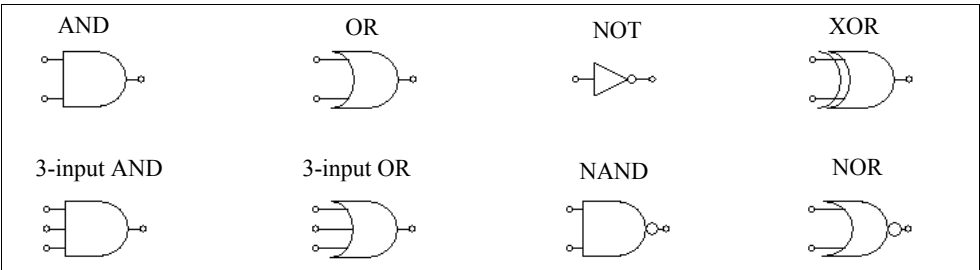 AND
OR
NOT
XOR
3-input AND
3-input OR
NAND
NOR